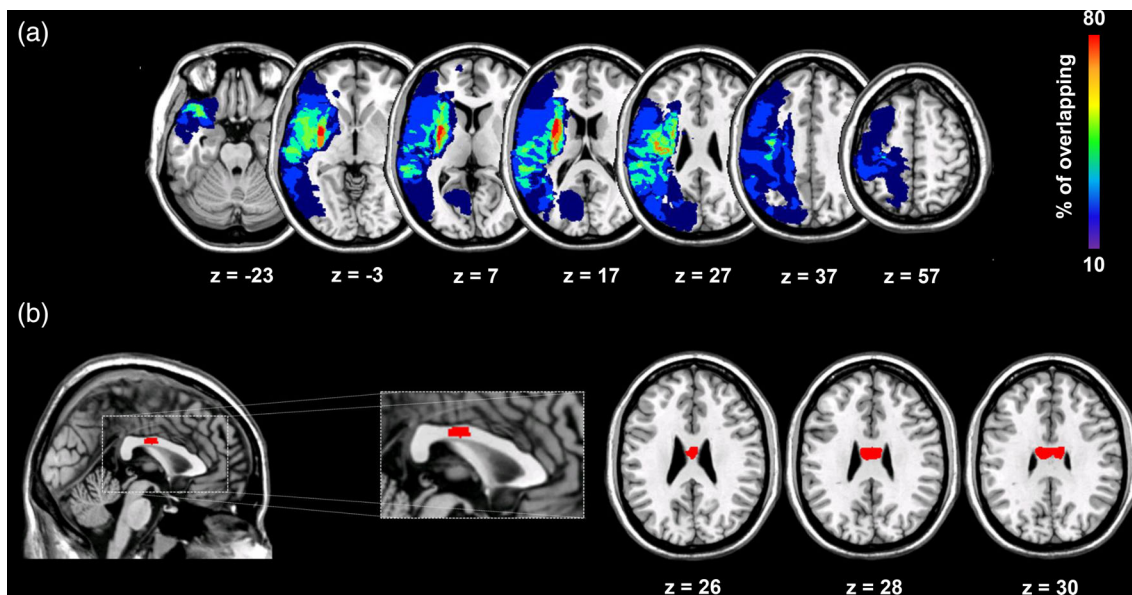 (a)
80
% of overlapping
10
z = -23
z = -3
z = 7
z = 17
z = 27
z = 37
z = 57
(b)
z = 26
z = 28
z = 30